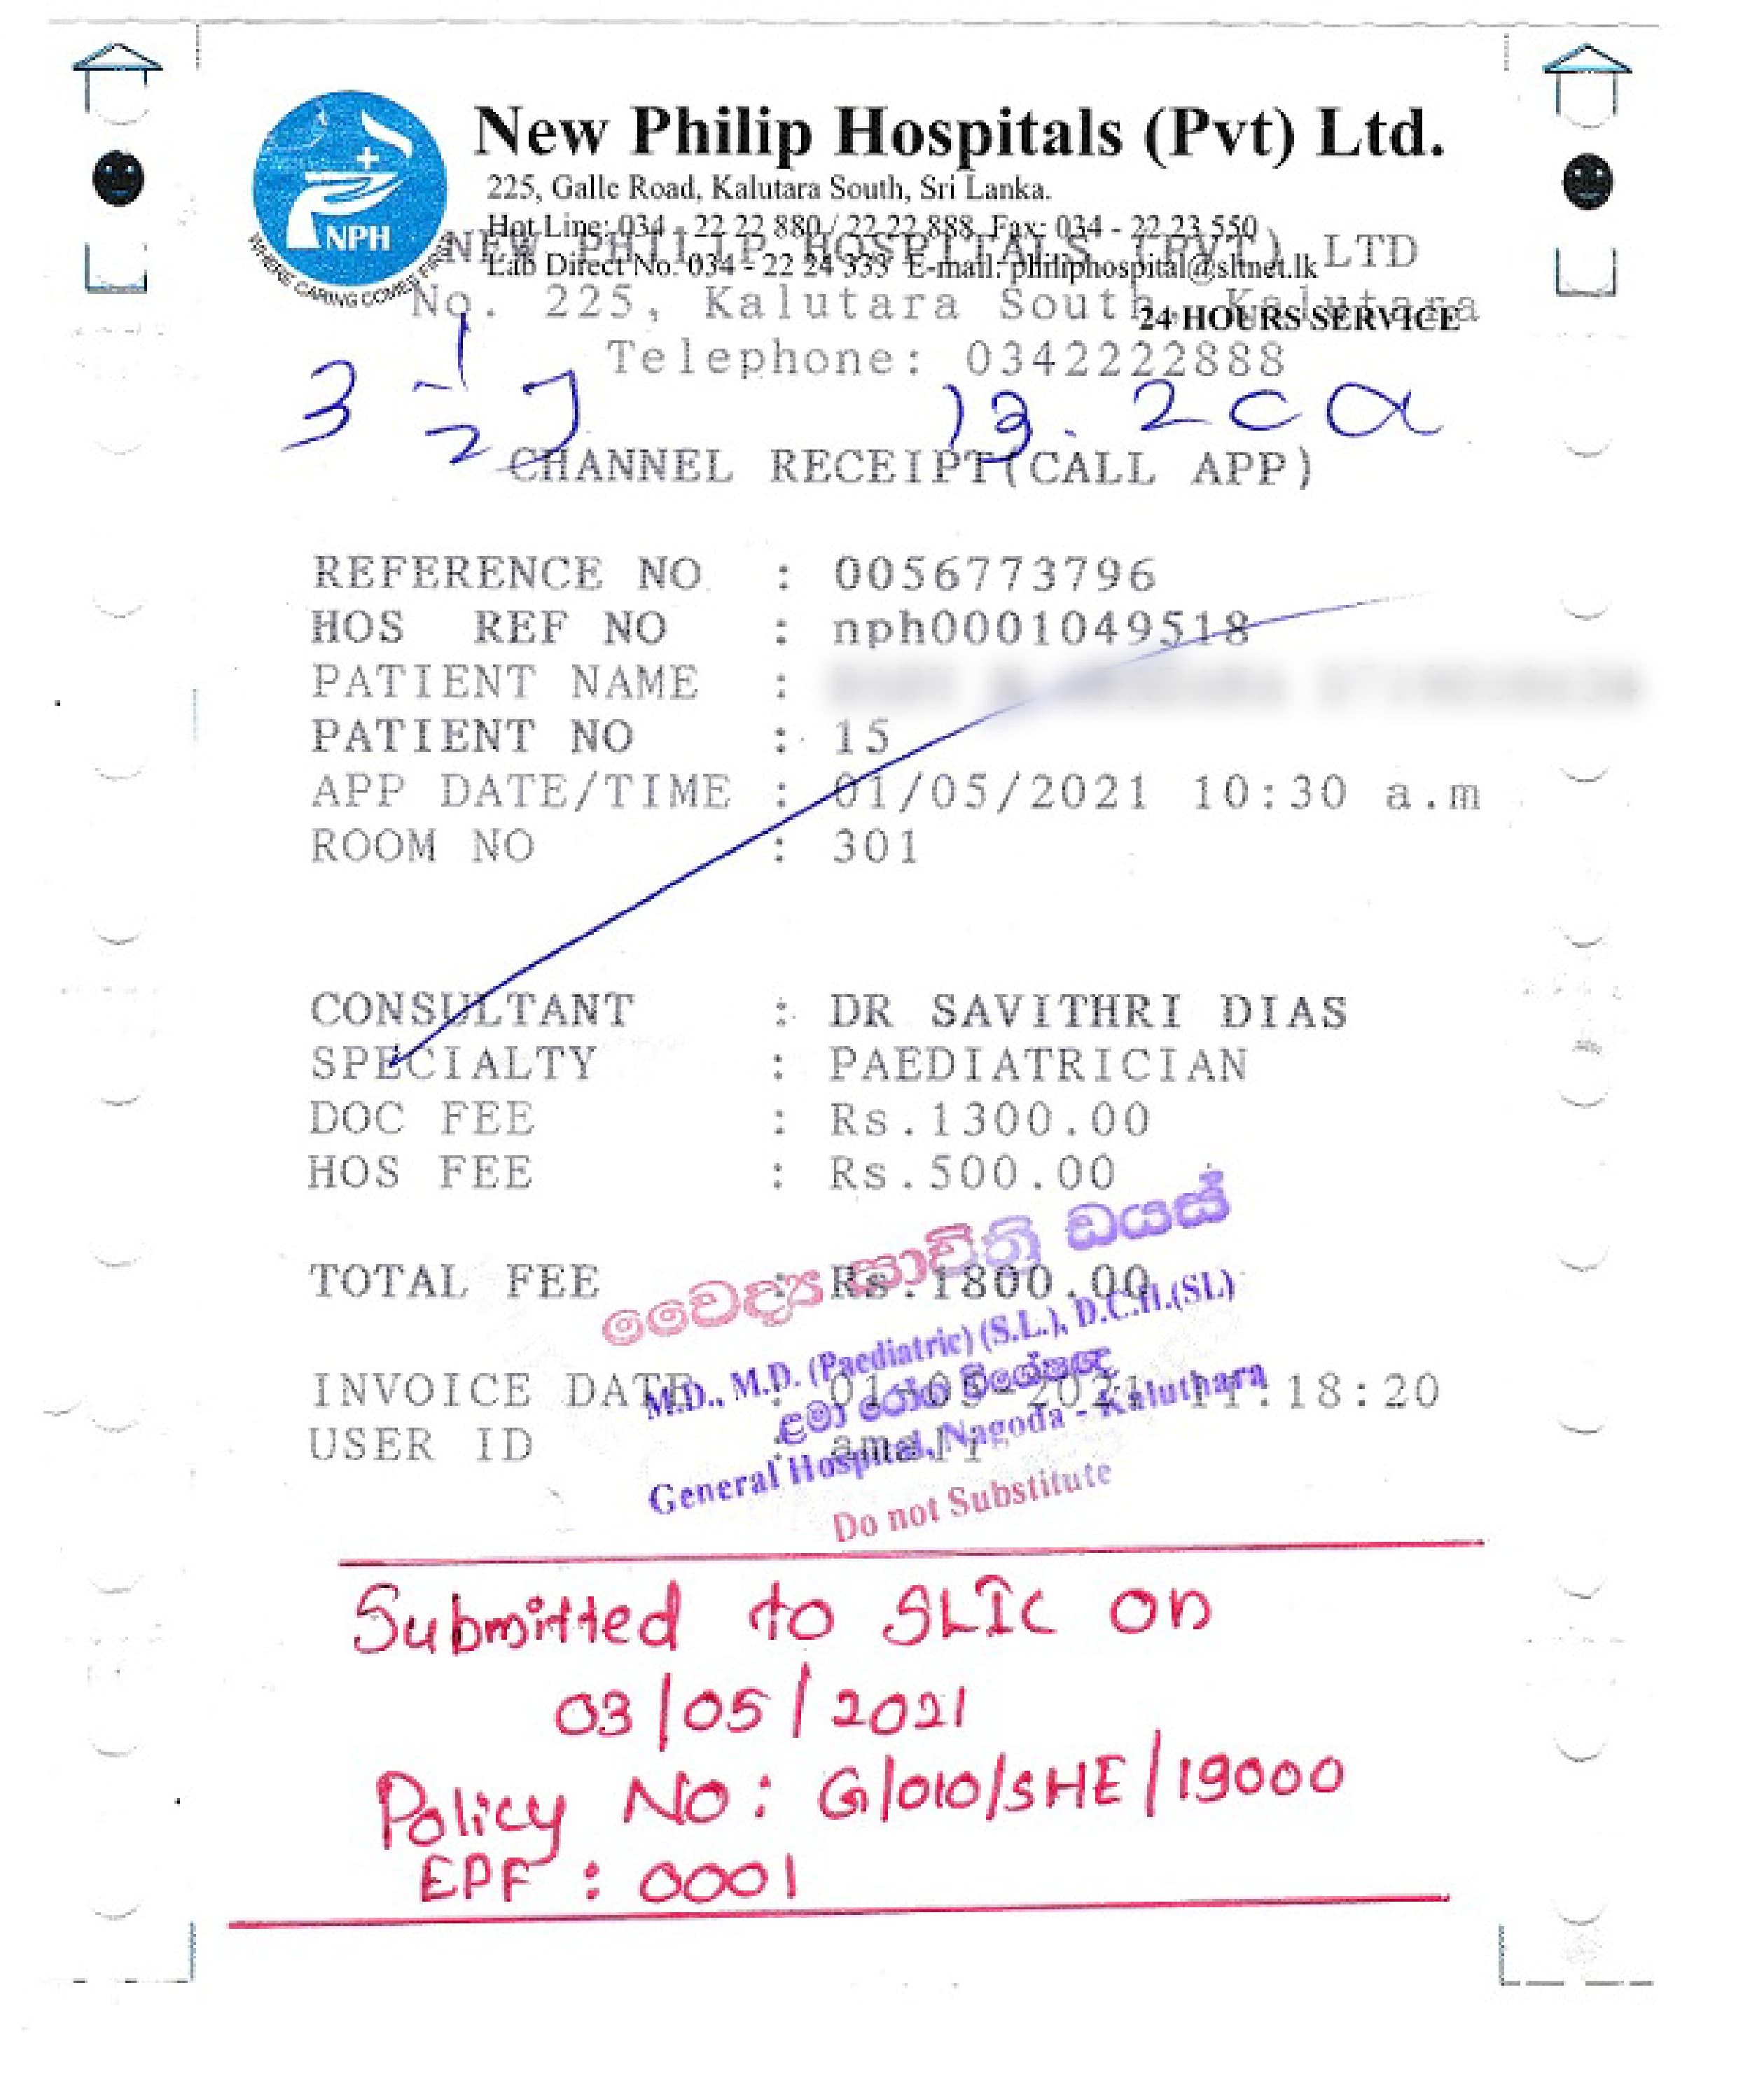 New Philip Hospitals (Pvt) Ltd.
225, Galle Road, Kalutara South, Sri Lanka.
Hot Line: 034 - 22 22 880 / 22 22 888 Fax: 034 - 22 23 550
Lab Direct No. 034 - 22 24 333 E-mail: philiphospital@sltnet.lk
24 HOURS SERVICE
NPH
WHERE CARING COMES FIRST
NEW PHILIP HOSPITALS (PVT) LTD
No. 225, Kalutara South, Kalutara
Telephone: 0342222888
3 1/2
CHANNEL RECEIPT(CALL APP)
REFERENCE NO : 0056773796
HOS REF NO : nph0001049518
PATIENT NAME :
PATIENT NO : 15
APP DATE/TIME : 01/05/2021 10:30 a.m
ROOM NO : 301
CONSULTANT : DR SAVITHRI DIAS
SPECIALTY : PAEDIATRICIAN
DOC FEE : Rs.1300.00
HOS FEE : Rs.500.00
TOTAL FEE : Rs.1800.00
INVOICE DATE : 01-05-2021 11:18:20
USER ID :
වෛද්‍ය සාවිත්‍රි ඩයස්
M.D., M.D. (Paediatric) (S.L.), D.C.H.(SL)
ළමා රෝග විශේෂඥ
General Hospital, Nagoda - Kaluthara
Do not Substitute
Submitted to SLIC on
03/05/2021
Policy No: G/010/SHE/19000
EPF : 0001